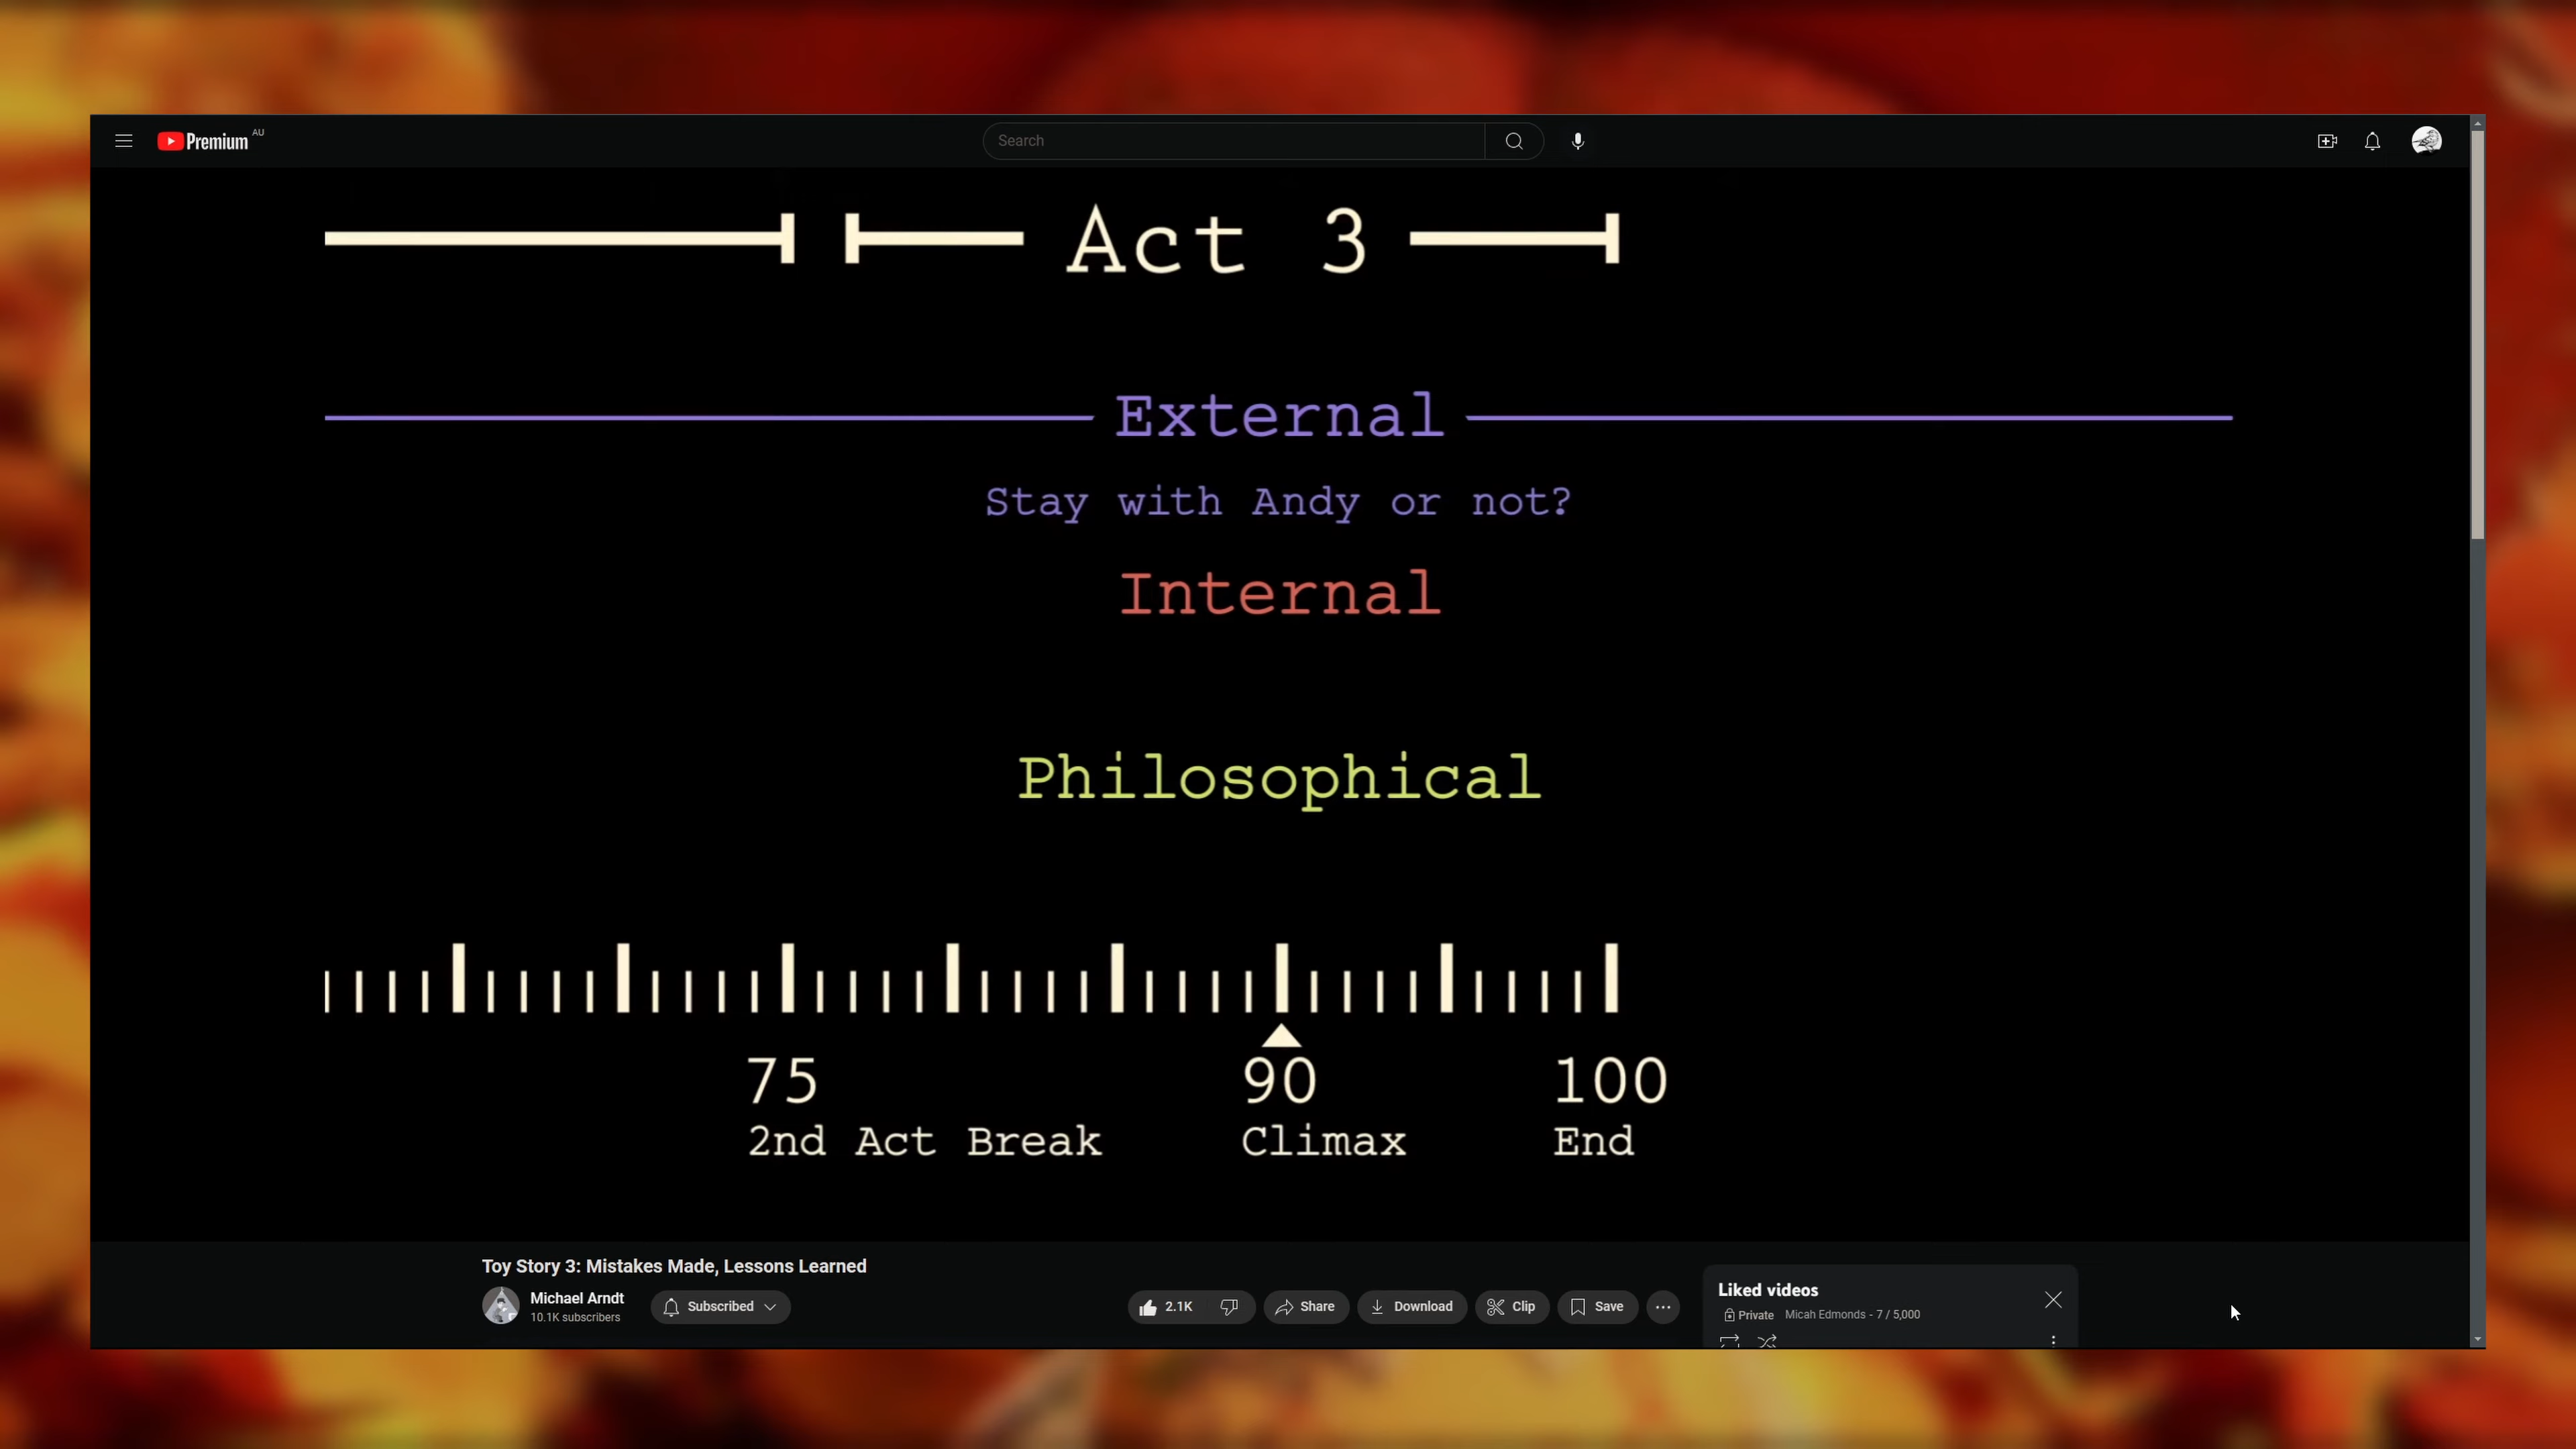 Premium AU
Search
Act 3
External
Stay with Andy or not?
Internal
Philosophical
75 90 100
2nd Act Break Climax End
Toy Story 3: Mistakes Made, Lessons Learned
Michael Arndt
10.1K subscribers
Subscribed
2.1K
Share
Download
Clip
Save
Liked videos
Private Micah Edmonds - 7 / 5,000